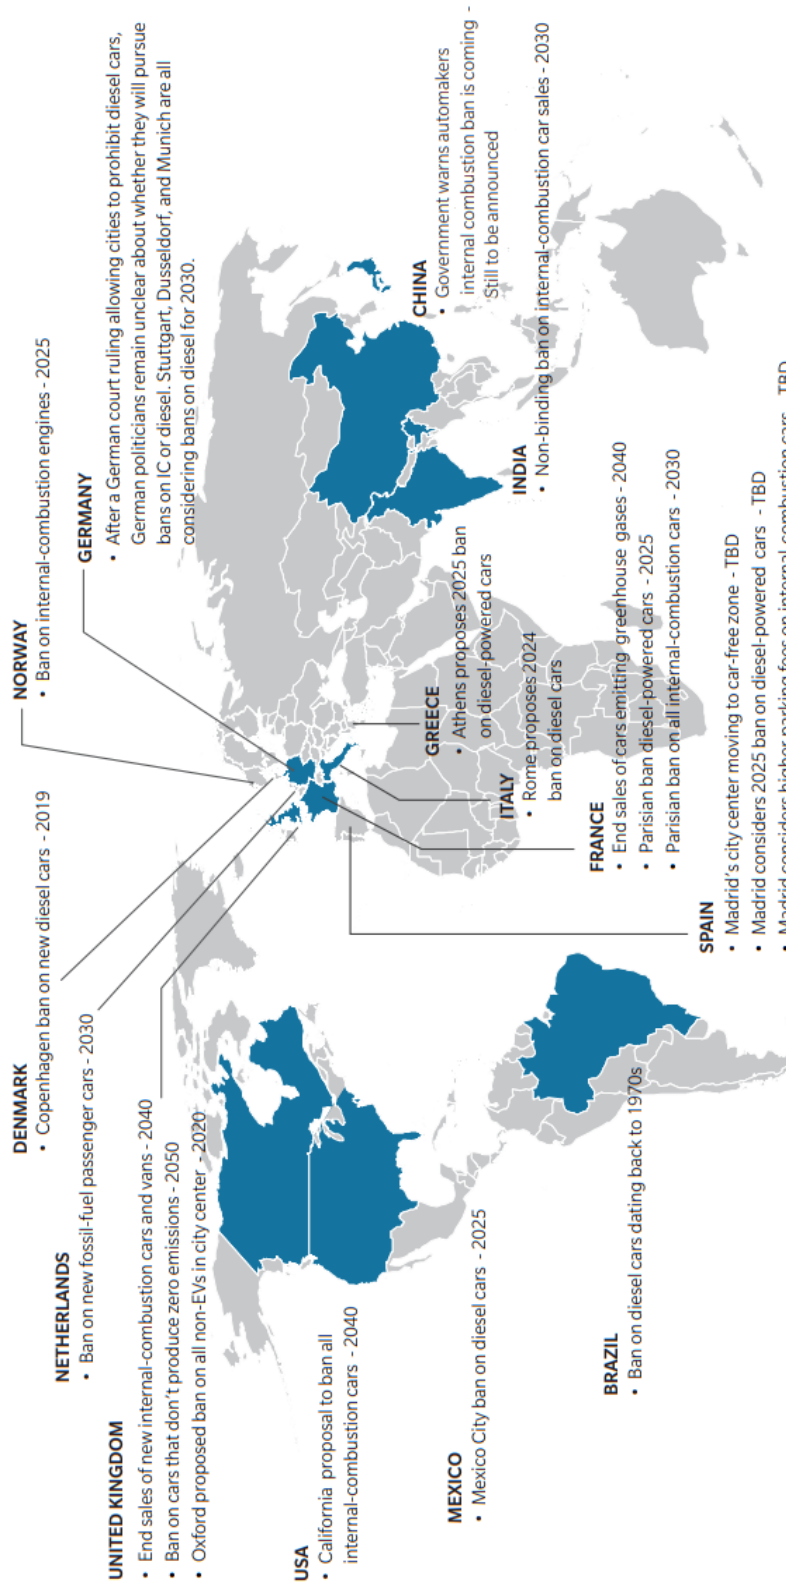 NORWAY
• Ban on internal-combustion engines - 2025
GERMANY
• After a German court ruling allowing cities to prohibit diesel cars,
German politicians remain unclear about whether they will pursue
bans on IC or diesel. Stuttgart, Dusseldorf, and Munich are all
considering bans on diesel for 2030.
DENMARK
• Copenhagen ban on new diesel cars - 2019
NETHERLANDS
• Ban on new fossil-fuel passenger cars - 2030
UNITED KINGDOM
• End sales of new internal-combustion cars and vans - 2040
• Ban on cars that don't produce zero emissions - 2050
• Oxford proposed ban on all non-EVs in city center - 2020
USA
• California proposal to ban all
internal-combustion cars - 2040
MEXICO
• Mexico City ban on diesel cars - 2025
BRAZIL
• Ban on diesel cars dating back to 1970s
CHINA
• Government warns automakers
internal combustion ban is coming -
Still to be announced
INDIA
• Non-binding ban on internal-combustion car sales - 2030
GREECE
• Athens proposes 2025 ban
on diesel-powered cars
ITALY
• Rome proposes 2024
ban on diesel cars
FRANCE
• End sales of cars emitting greenhouse gases - 2040
• Parisian ban diesel-powered cars - 2025
• Parisian ban on all internal-combustion cars - 2030
SPAIN
• Madrid's city center moving to car-free zone - TBD
• Madrid considers 2025 ban on diesel-powered cars - TBD
• Madrid considers higher parking fees on internal combustion cars - TBD